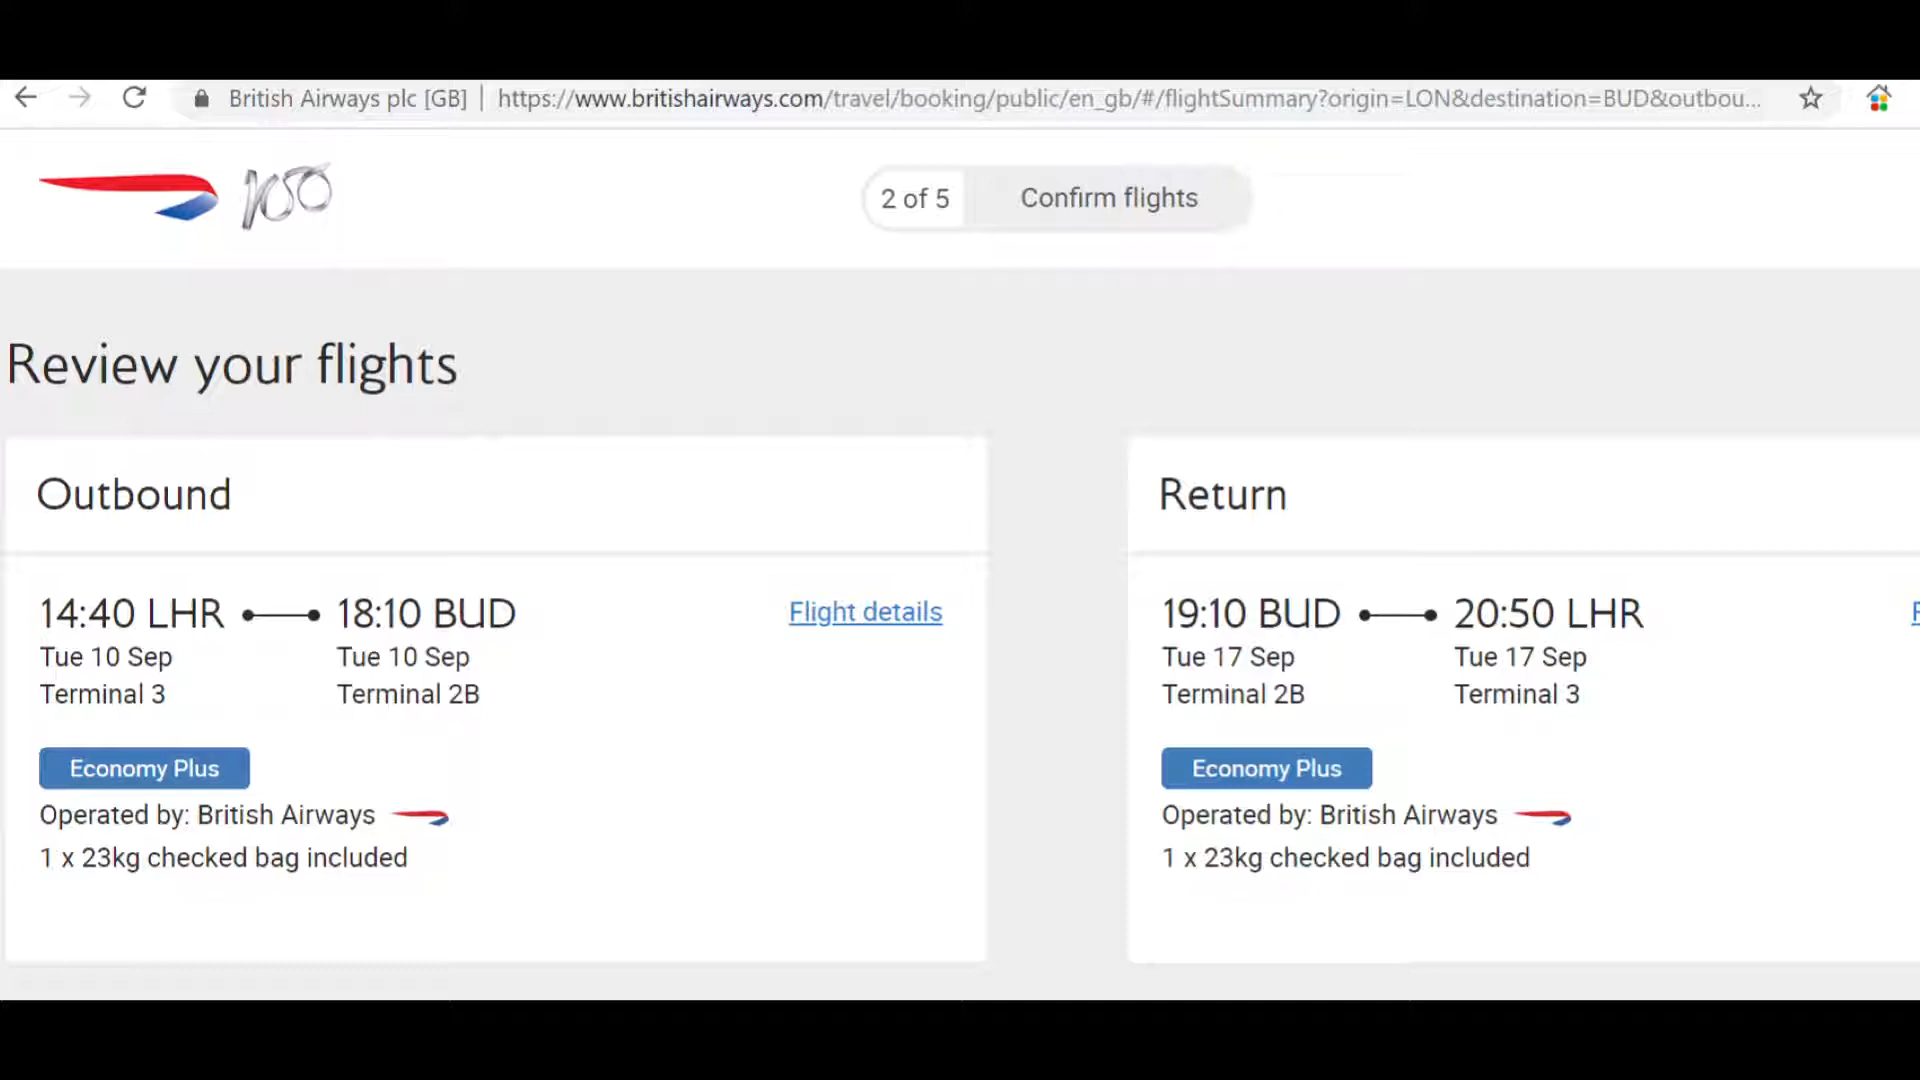 British Airways plc [GB] | https://www.britishairways.com/travel/booking/public/en_gb/#/flightSummary?origin=LON&destination=BUD&outbou...
100
2 of 5 Confirm flights
Review your flights
Outbound
14:40 LHR 18:10 BUD Flight details
Tue 10 Sep Tue 10 Sep
Terminal 3 Terminal 2B
Economy Plus
Operated by: British Airways
1 x 23kg checked bag included
Return
19:10 BUD 20:50 LHR
Tue 17 Sep Tue 17 Sep
Terminal 2B Terminal 3
Economy Plus
Operated by: British Airways
1 x 23kg checked bag included